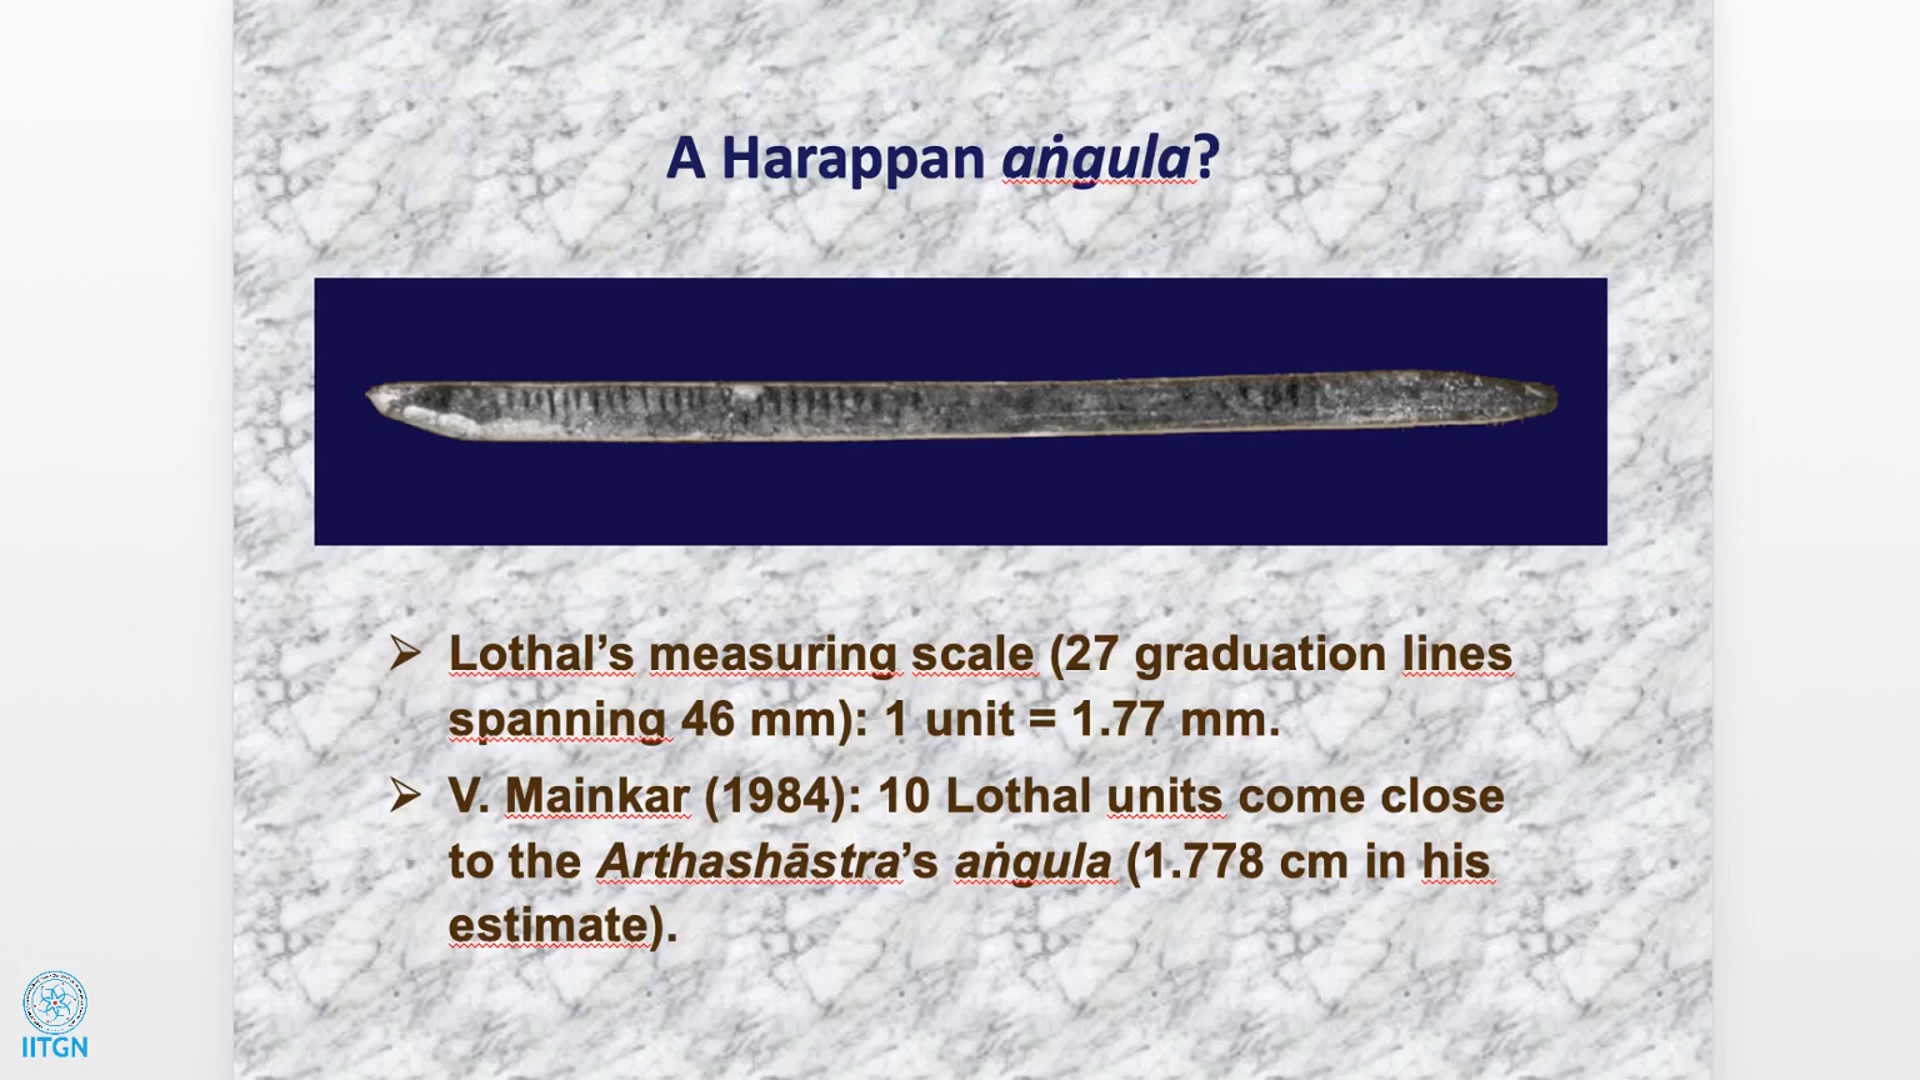 A Harappan aṅgula?
➢ Lothal’s measuring scale (27 graduation lines
spanning 46 mm): 1 unit = 1.77 mm.
➢ V. Mainkar (1984): 10 Lothal units come close
to the Arthashāstra’s aṅgula (1.778 cm in his
estimate).
IITGN